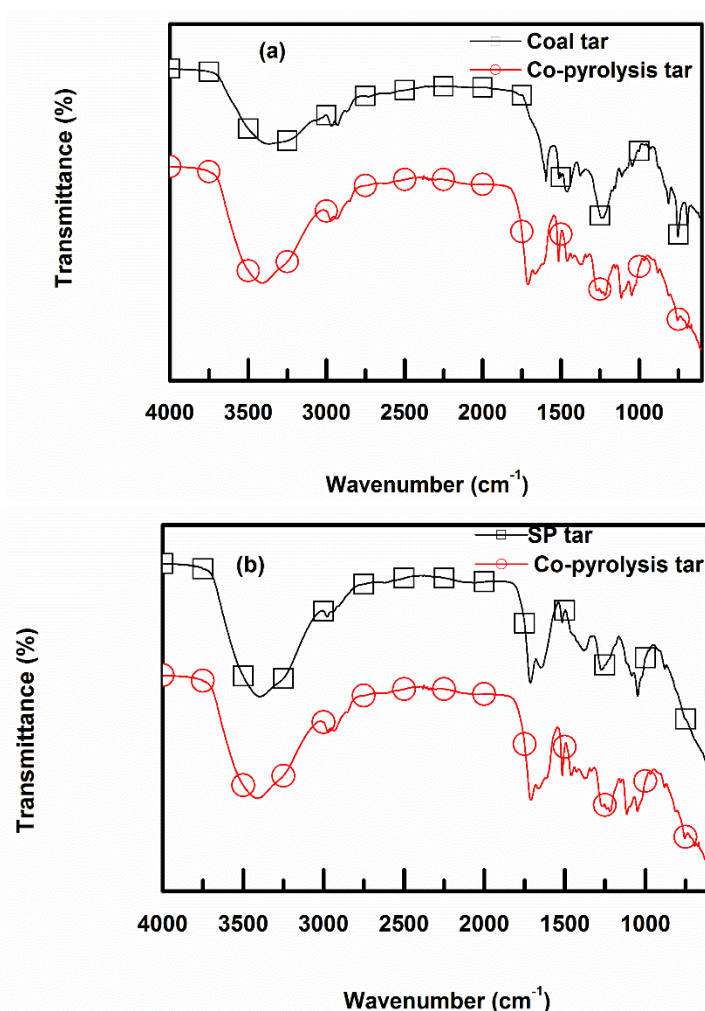 (a)
Coal tar
Co-pyrolysis tar
Transmittance (%)
4000 3500 3000 2500 2000 1500 1000
Wavenumber (cm⁻¹)
(b)
SP tar
Co-pyrolysis tar
Transmittance (%)
4000 3500 3000 2500 2000 1500 1000
Wavenumber (cm⁻¹)